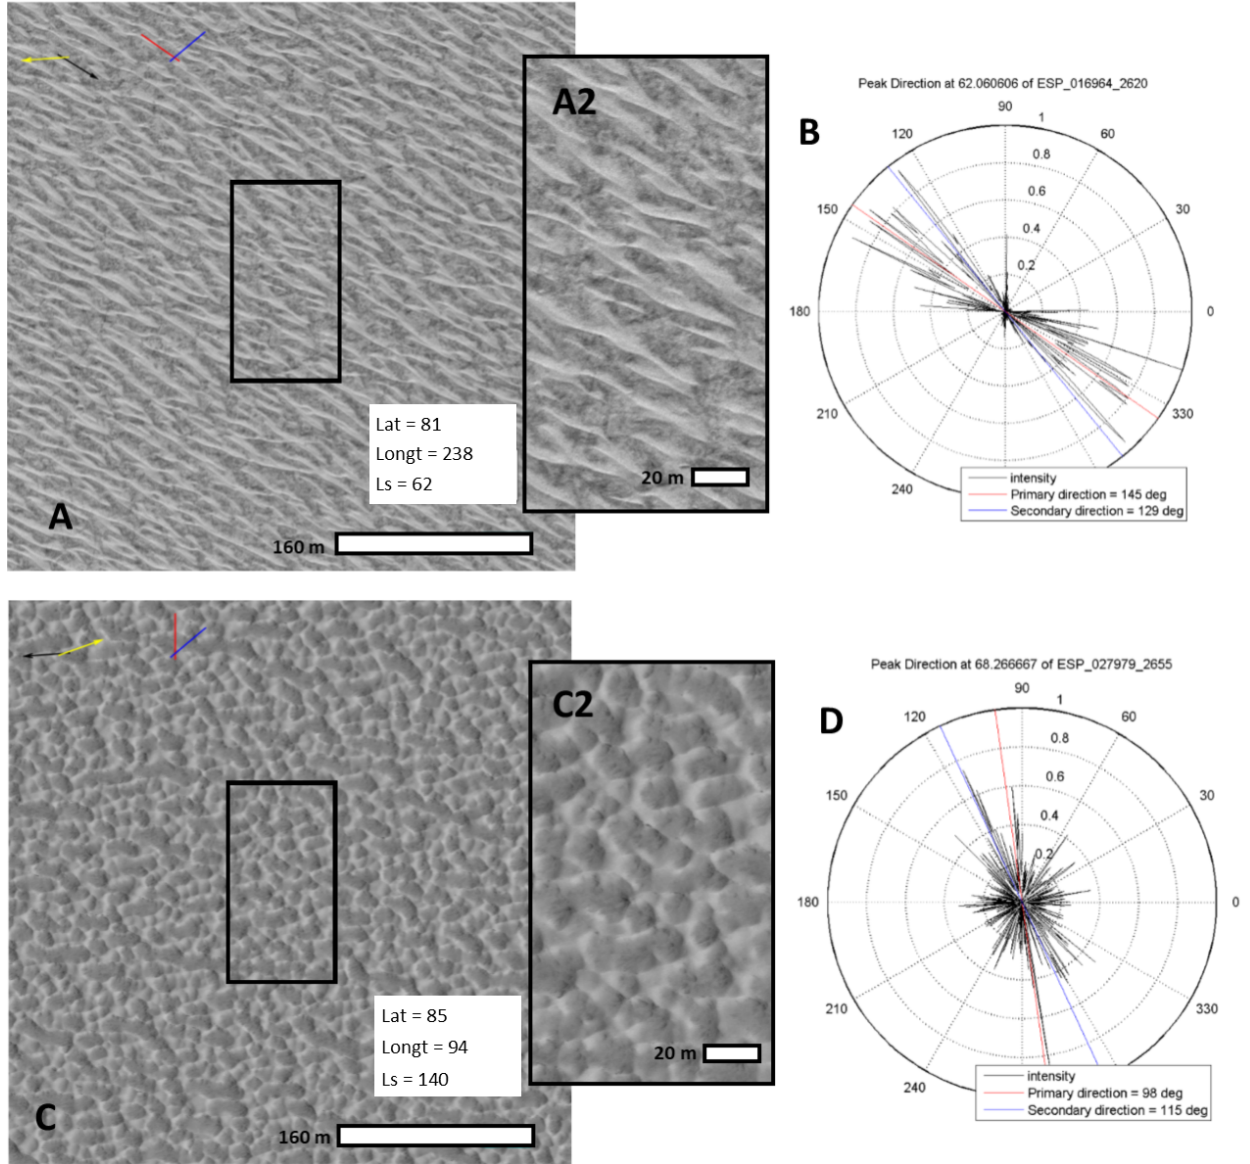 A
A2
20 m
Lat = 81
Longt = 238
Ls = 62
160 m
B
Peak Direction at 62.060606 of ESP_016964_2620
90
1
120
60
0.8
0.6
150
30
0.4
0.2
180
0
210
330
240
intensity
Primary direction = 145 deg
Secondary direction = 129 deg
C
C2
20 m
Lat = 85
Longt = 94
Ls = 140
160 m
D
Peak Direction at 68.266667 of ESP_027979_2655
90
1
120
60
0.8
0.6
150
30
0.4
0.2
180
0
210
330
240
intensity
Primary direction = 98 deg
Secondary direction = 115 deg